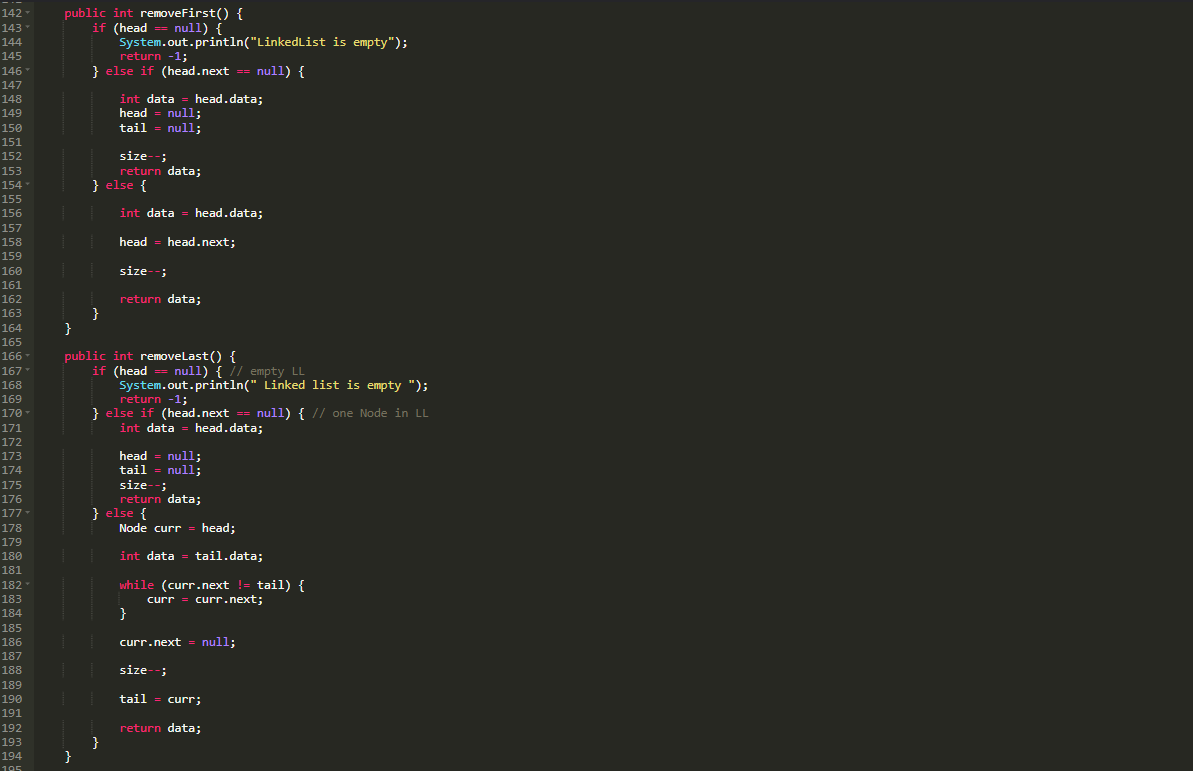 142 public int removeFirst() {
143 if (head == null) {
144 System.out.println("LinkedList is empty");
145 return -1;
146 } else if (head.next == null) {
147
148 int data = head.data;
149 head = null;
150 tail = null;
151
152 size--;
153 return data;
154 } else {
155
156 int data = head.data;
157
158 head = head.next;
159
160 size--;
161
162 return data;
163 }
164 }
165
166 public int removeLast() {
167 if (head == null) { // empty LL
168 System.out.println(" Linked list is empty ");
169 return -1;
170 } else if (head.next == null) { // one Node in LL
171 int data = head.data;
172
173 head = null;
174 tail = null;
175 size--;
176 return data;
177 } else {
178 Node curr = head;
179
180 int data = tail.data;
181
182 while (curr.next != tail) {
183 curr = curr.next;
184 }
185
186 curr.next = null;
187
188 size--;
189
190 tail = curr;
191
192 return data;
193 }
194 }